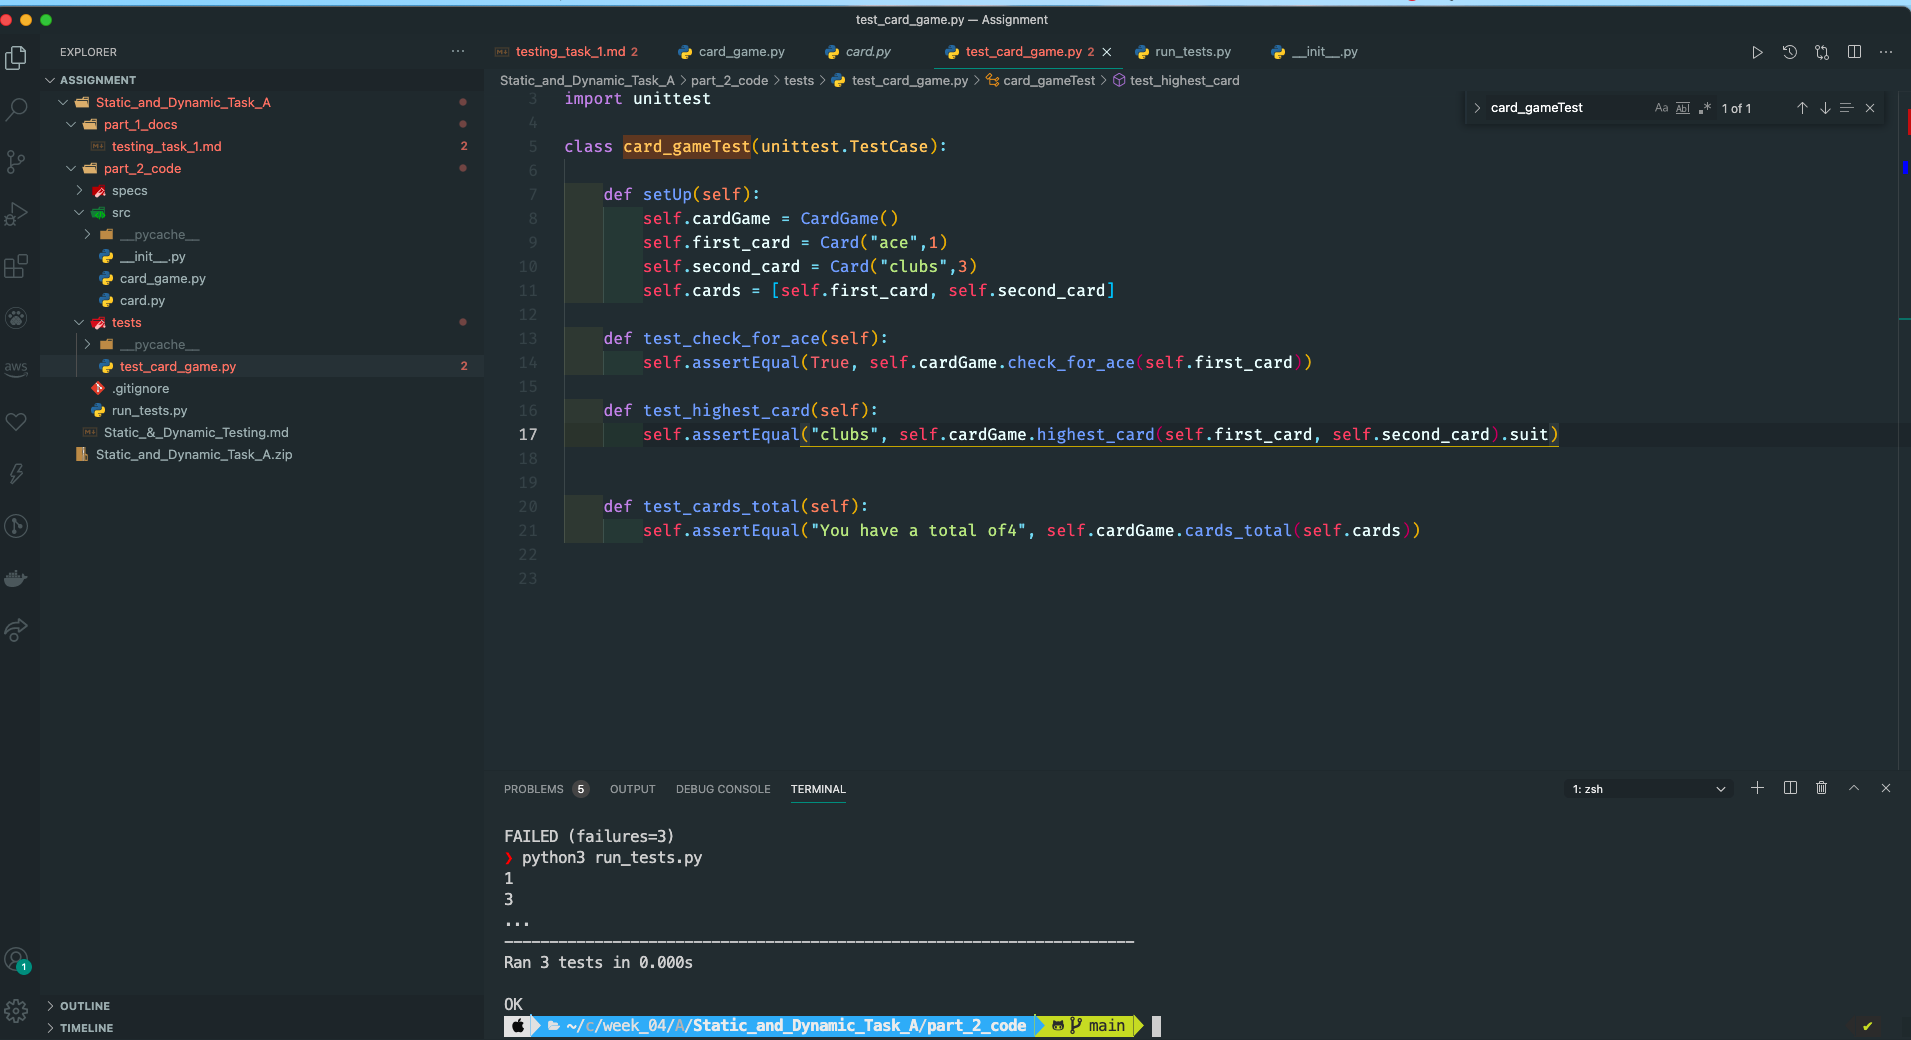 test_card_game.py — Assignment
EXPLORER
testing_task_1.md 2
card_game.py
card.py
test_card_game.py 2
run_tests.py
__init__.py
ASSIGNMENT
Static_and_Dynamic_Task_A
part_1_docs
testing_task_1.md 2
part_2_code
specs
src
__pycache__
__init__.py
card_game.py
card.py
tests
__pycache__
test_card_game.py 2
.gitignore
run_tests.py
Static_&_Dynamic_Testing.md
Static_and_Dynamic_Task_A.zip
OUTLINE
TIMELINE
aws
1
Static_and_Dynamic_Task_A > part_2_code > tests > test_card_game.py > card_gameTest > test_highest_card
card_gameTest Aa Abl .* 1 of 1
3 import unittest
4
5 class card_gameTest(unittest.TestCase):
6
7 def setUp(self):
8 self.cardGame = CardGame()
9 self.first_card = Card("ace",1)
10 self.second_card = Card("clubs",3)
11 self.cards = [self.first_card, self.second_card]
12
13 def test_check_for_ace(self):
14 self.assertEqual(True, self.cardGame.check_for_ace(self.first_card))
15
16 def test_highest_card(self):
17 self.assertEqual("clubs", self.cardGame.highest_card(self.first_card, self.second_card).suit)
18
19
20 def test_cards_total(self):
21 self.assertEqual("You have a total of4", self.cardGame.cards_total(self.cards))
22
23
PROBLEMS 5 OUTPUT DEBUG CONSOLE TERMINAL 1: zsh
FAILED (failures=3)
❯ python3 run_tests.py
1
3
...
----------------------------------------------------------------------
Ran 3 tests in 0.000s
OK
~/c/week_04/A/Static_and_Dynamic_Task_A/part_2_code main